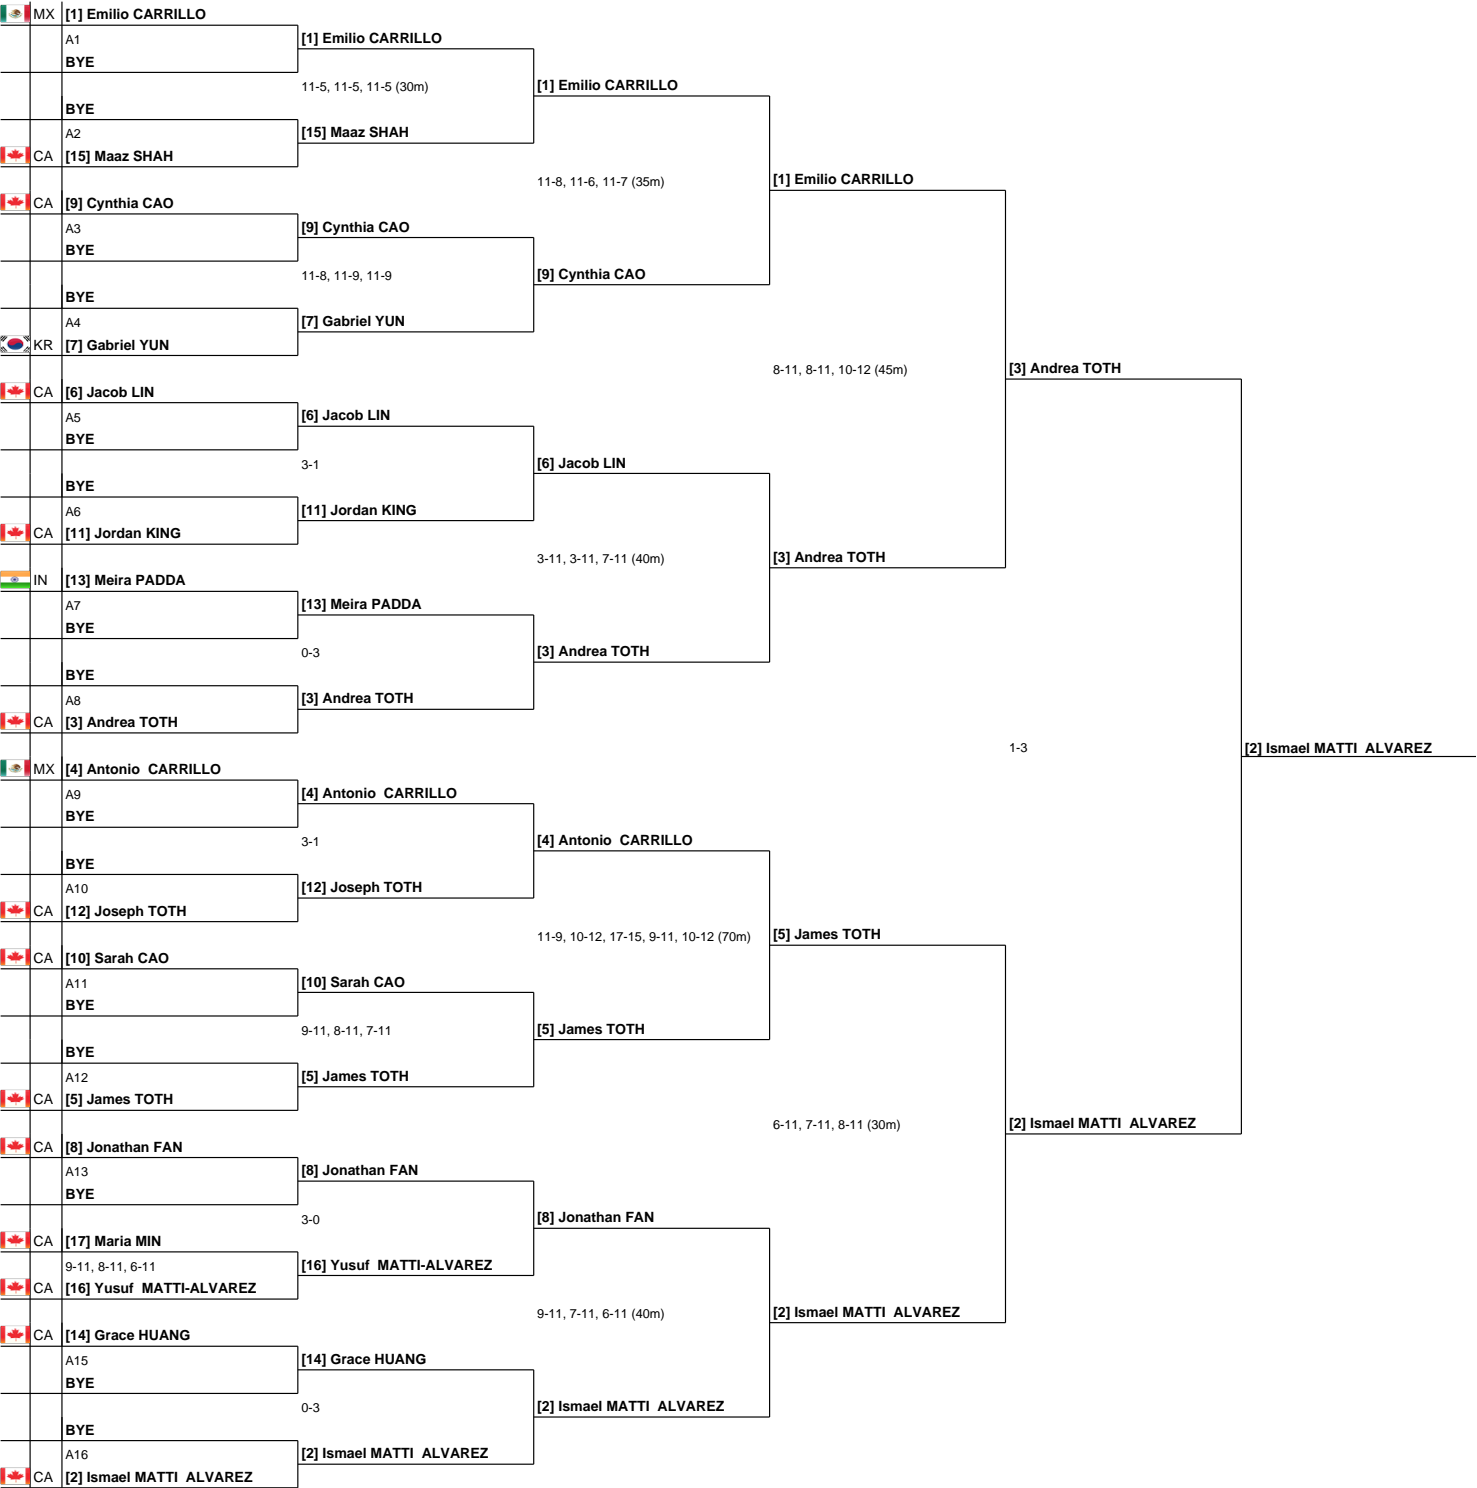 MX [1] Emilio CARRILLO
A1
BYE
[1] Emilio CARRILLO
11-5, 11-5, 11-5 (30m)
[1] Emilio CARRILLO
BYE
A2
[15] Maaz SHAH
CA [15] Maaz SHAH
11-8, 11-6, 11-7 (35m)
[1] Emilio CARRILLO
CA [9] Cynthia CAO
A3
BYE
[9] Cynthia CAO
11-8, 11-9, 11-9
[9] Cynthia CAO
BYE
A4
[7] Gabriel YUN
KR [7] Gabriel YUN
8-11, 8-11, 10-12 (45m)
[3] Andrea TOTH
CA [6] Jacob LIN
A5
BYE
[6] Jacob LIN
3-1
[6] Jacob LIN
BYE
A6
[11] Jordan KING
CA [11] Jordan KING
3-11, 3-11, 7-11 (40m)
[3] Andrea TOTH
IN [13] Meira PADDA
A7
BYE
[13] Meira PADDA
0-3
[3] Andrea TOTH
BYE
A8
[3] Andrea TOTH
CA [3] Andrea TOTH
1-3
[2] Ismael MATTI  ALVAREZ
MX [4] Antonio  CARRILLO
A9
BYE
[4] Antonio  CARRILLO
3-1
[4] Antonio  CARRILLO
BYE
A10
[12] Joseph TOTH
CA [12] Joseph TOTH
11-9, 10-12, 17-15, 9-11, 10-12 (70m)
[5] James TOTH
CA [10] Sarah CAO
A11
BYE
[10] Sarah CAO
9-11, 8-11, 7-11
[5] James TOTH
BYE
A12
[5] James TOTH
CA [5] James TOTH
6-11, 7-11, 8-11 (30m)
[2] Ismael MATTI  ALVAREZ
CA [8] Jonathan FAN
A13
BYE
[8] Jonathan FAN
3-0
[8] Jonathan FAN
CA [17] Maria MIN
9-11, 8-11, 6-11
[16] Yusuf  MATTI-ALVAREZ
CA [16] Yusuf  MATTI-ALVAREZ
9-11, 7-11, 6-11 (40m)
[2] Ismael MATTI  ALVAREZ
CA [14] Grace HUANG
A15
BYE
[14] Grace HUANG
0-3
[2] Ismael MATTI  ALVAREZ
BYE
A16
[2] Ismael MATTI  ALVAREZ
CA [2] Ismael MATTI  ALVAREZ